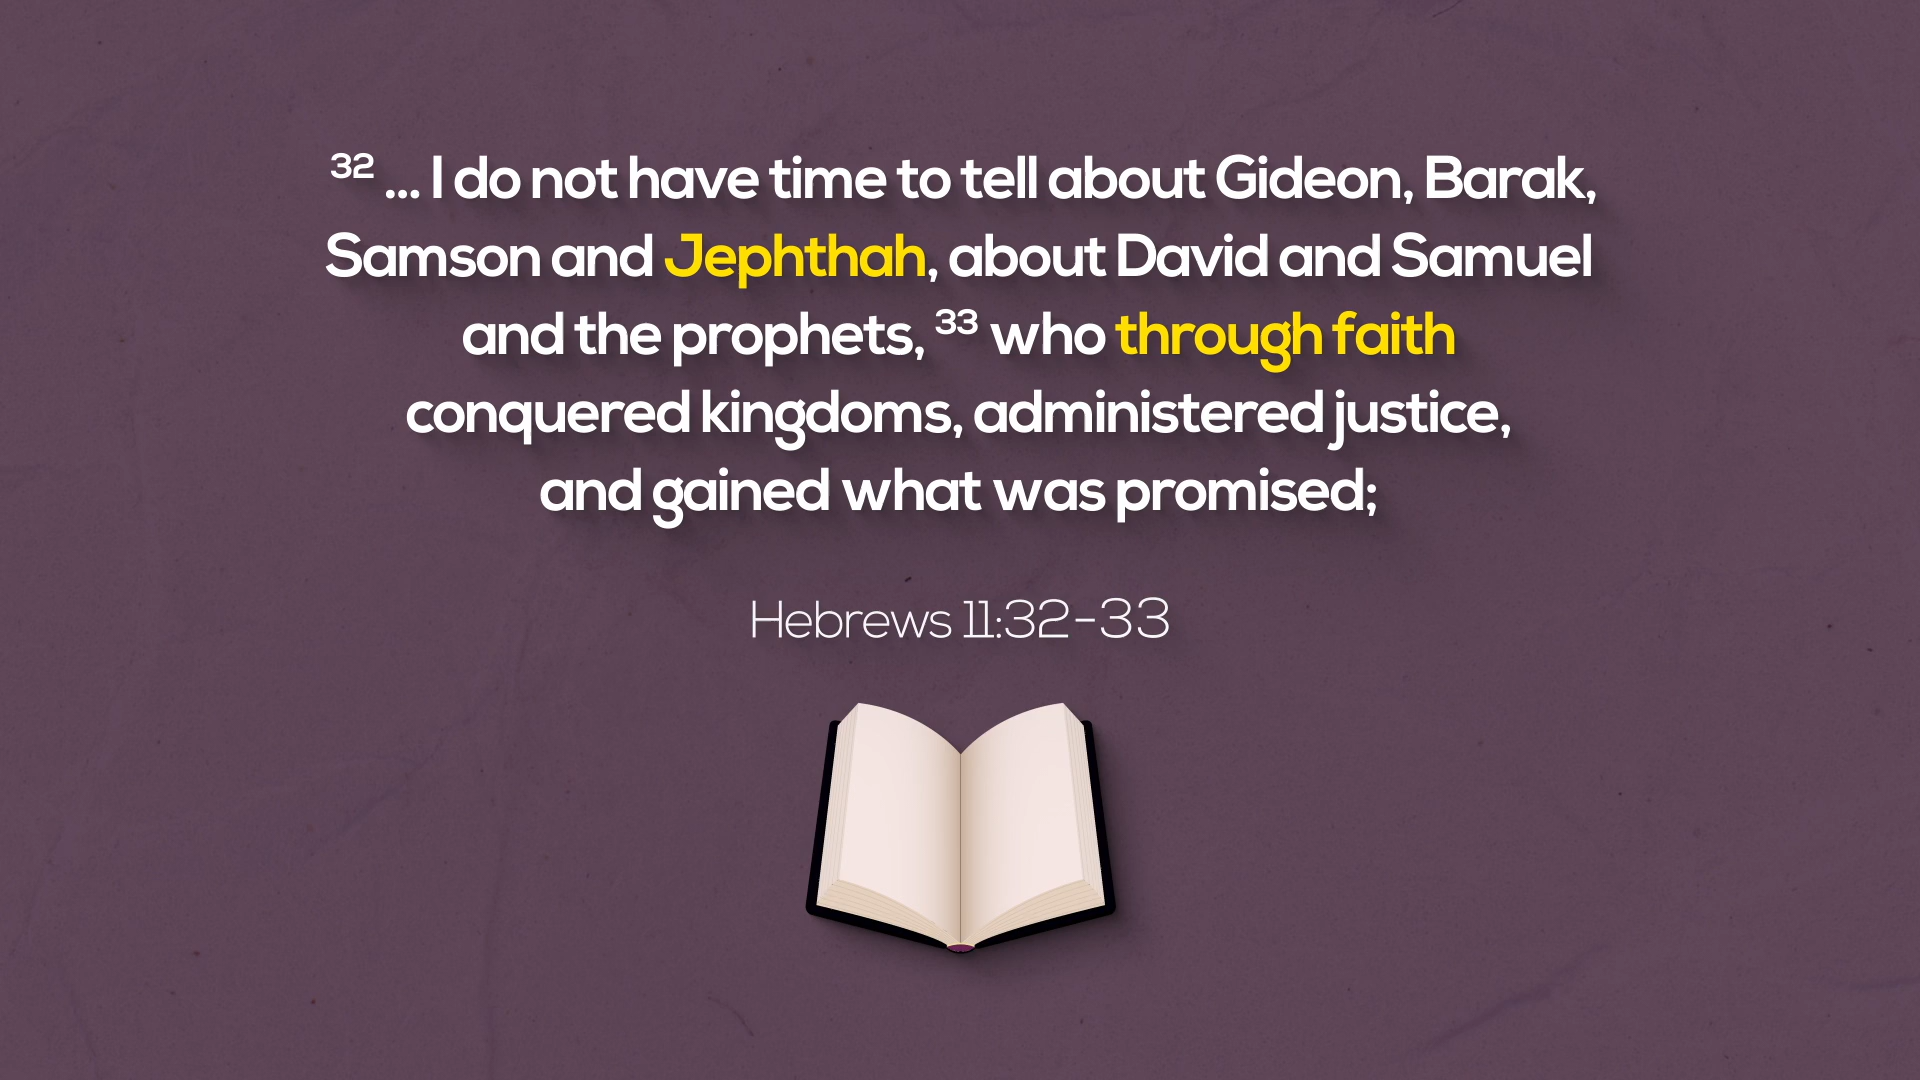 32 ... I do not have time to tell about Gideon, Barak,
Samson and Jephthah, about David and Samuel
and the prophets, 33 who through faith
conquered kingdoms, administered justice,
and gained what was promised;
Hebrews 11:32-33